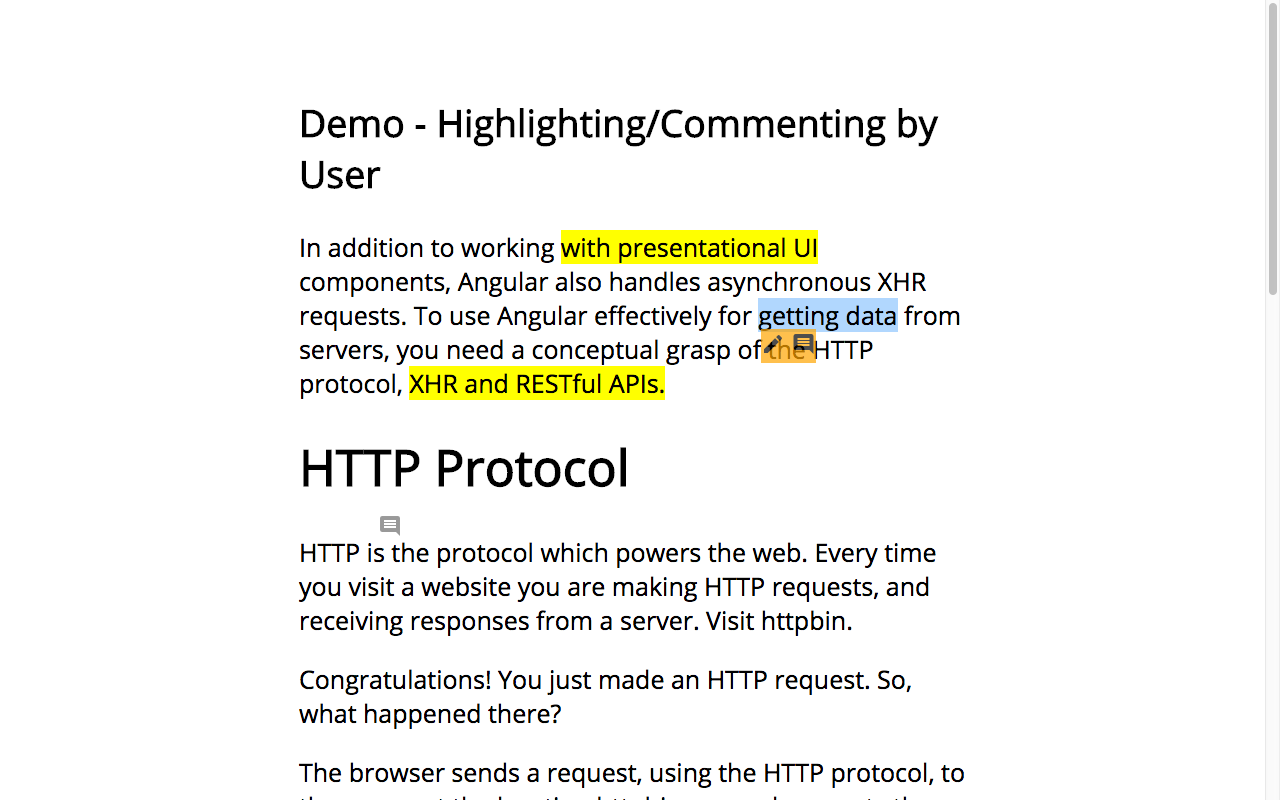 Demo - Highlighting/Commenting by
User
In addition to working with presentational UI
components, Angular also handles asynchronous XHR
requests. To use Angular effectively for getting data from
servers, you need a conceptual grasp of the HTTP
protocol, XHR and RESTful APIs.
HTTP Protocol
HTTP is the protocol which powers the web. Every time
you visit a website you are making HTTP requests, and
receiving responses from a server. Visit httpbin.
Congratulations! You just made an HTTP request. So,
what happened there?
The browser sends a request, using the HTTP protocol, to